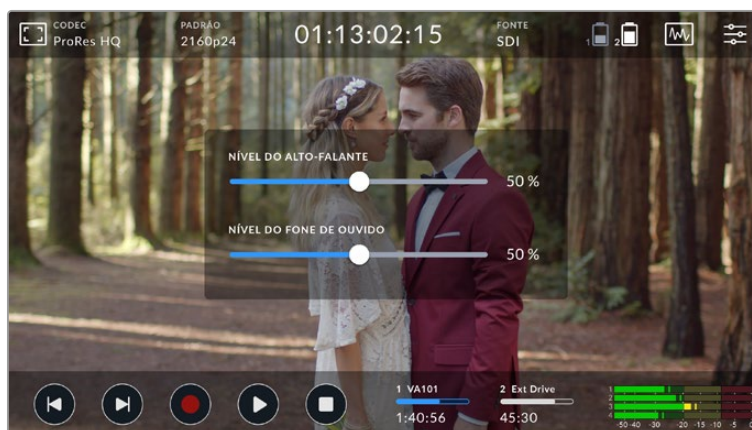 CODEC
ProRes HQ
PADRÃO
2160p24
01:13:02:15
FONTE
SDI
1
2
NÍVEL DO ALTO-FALANTE
50 %
NÍVEL DO FONE DE OUVIDO
50 %
1 VA101
1:40:56
2 Ext Drive
45:30
1
2
3
4
-50 -40 -30 -20 -15 -10 -5